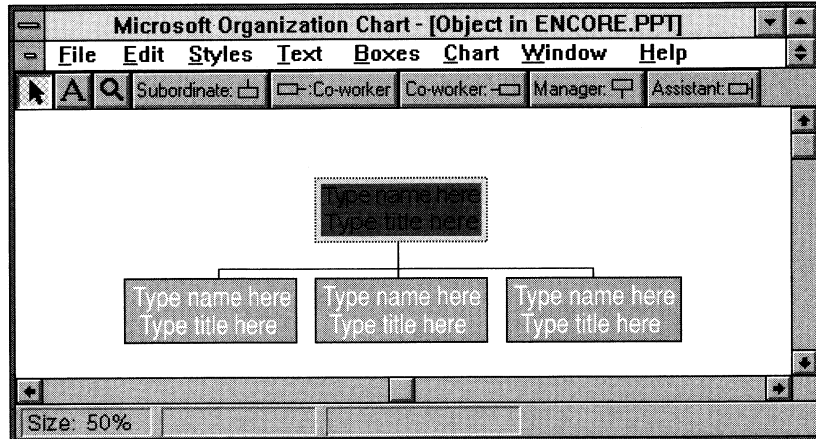 Microsoft Organization Chart - [Object in ENCORE.PPT]
File Edit Styles Text Boxes Chart Window Help
A Subordinate: :Co-worker Co-worker: Manager: Assistant:
Type name here
Type title here
Type name here Type name here Type name here
Type title here Type title here Type title here
Size: 50%